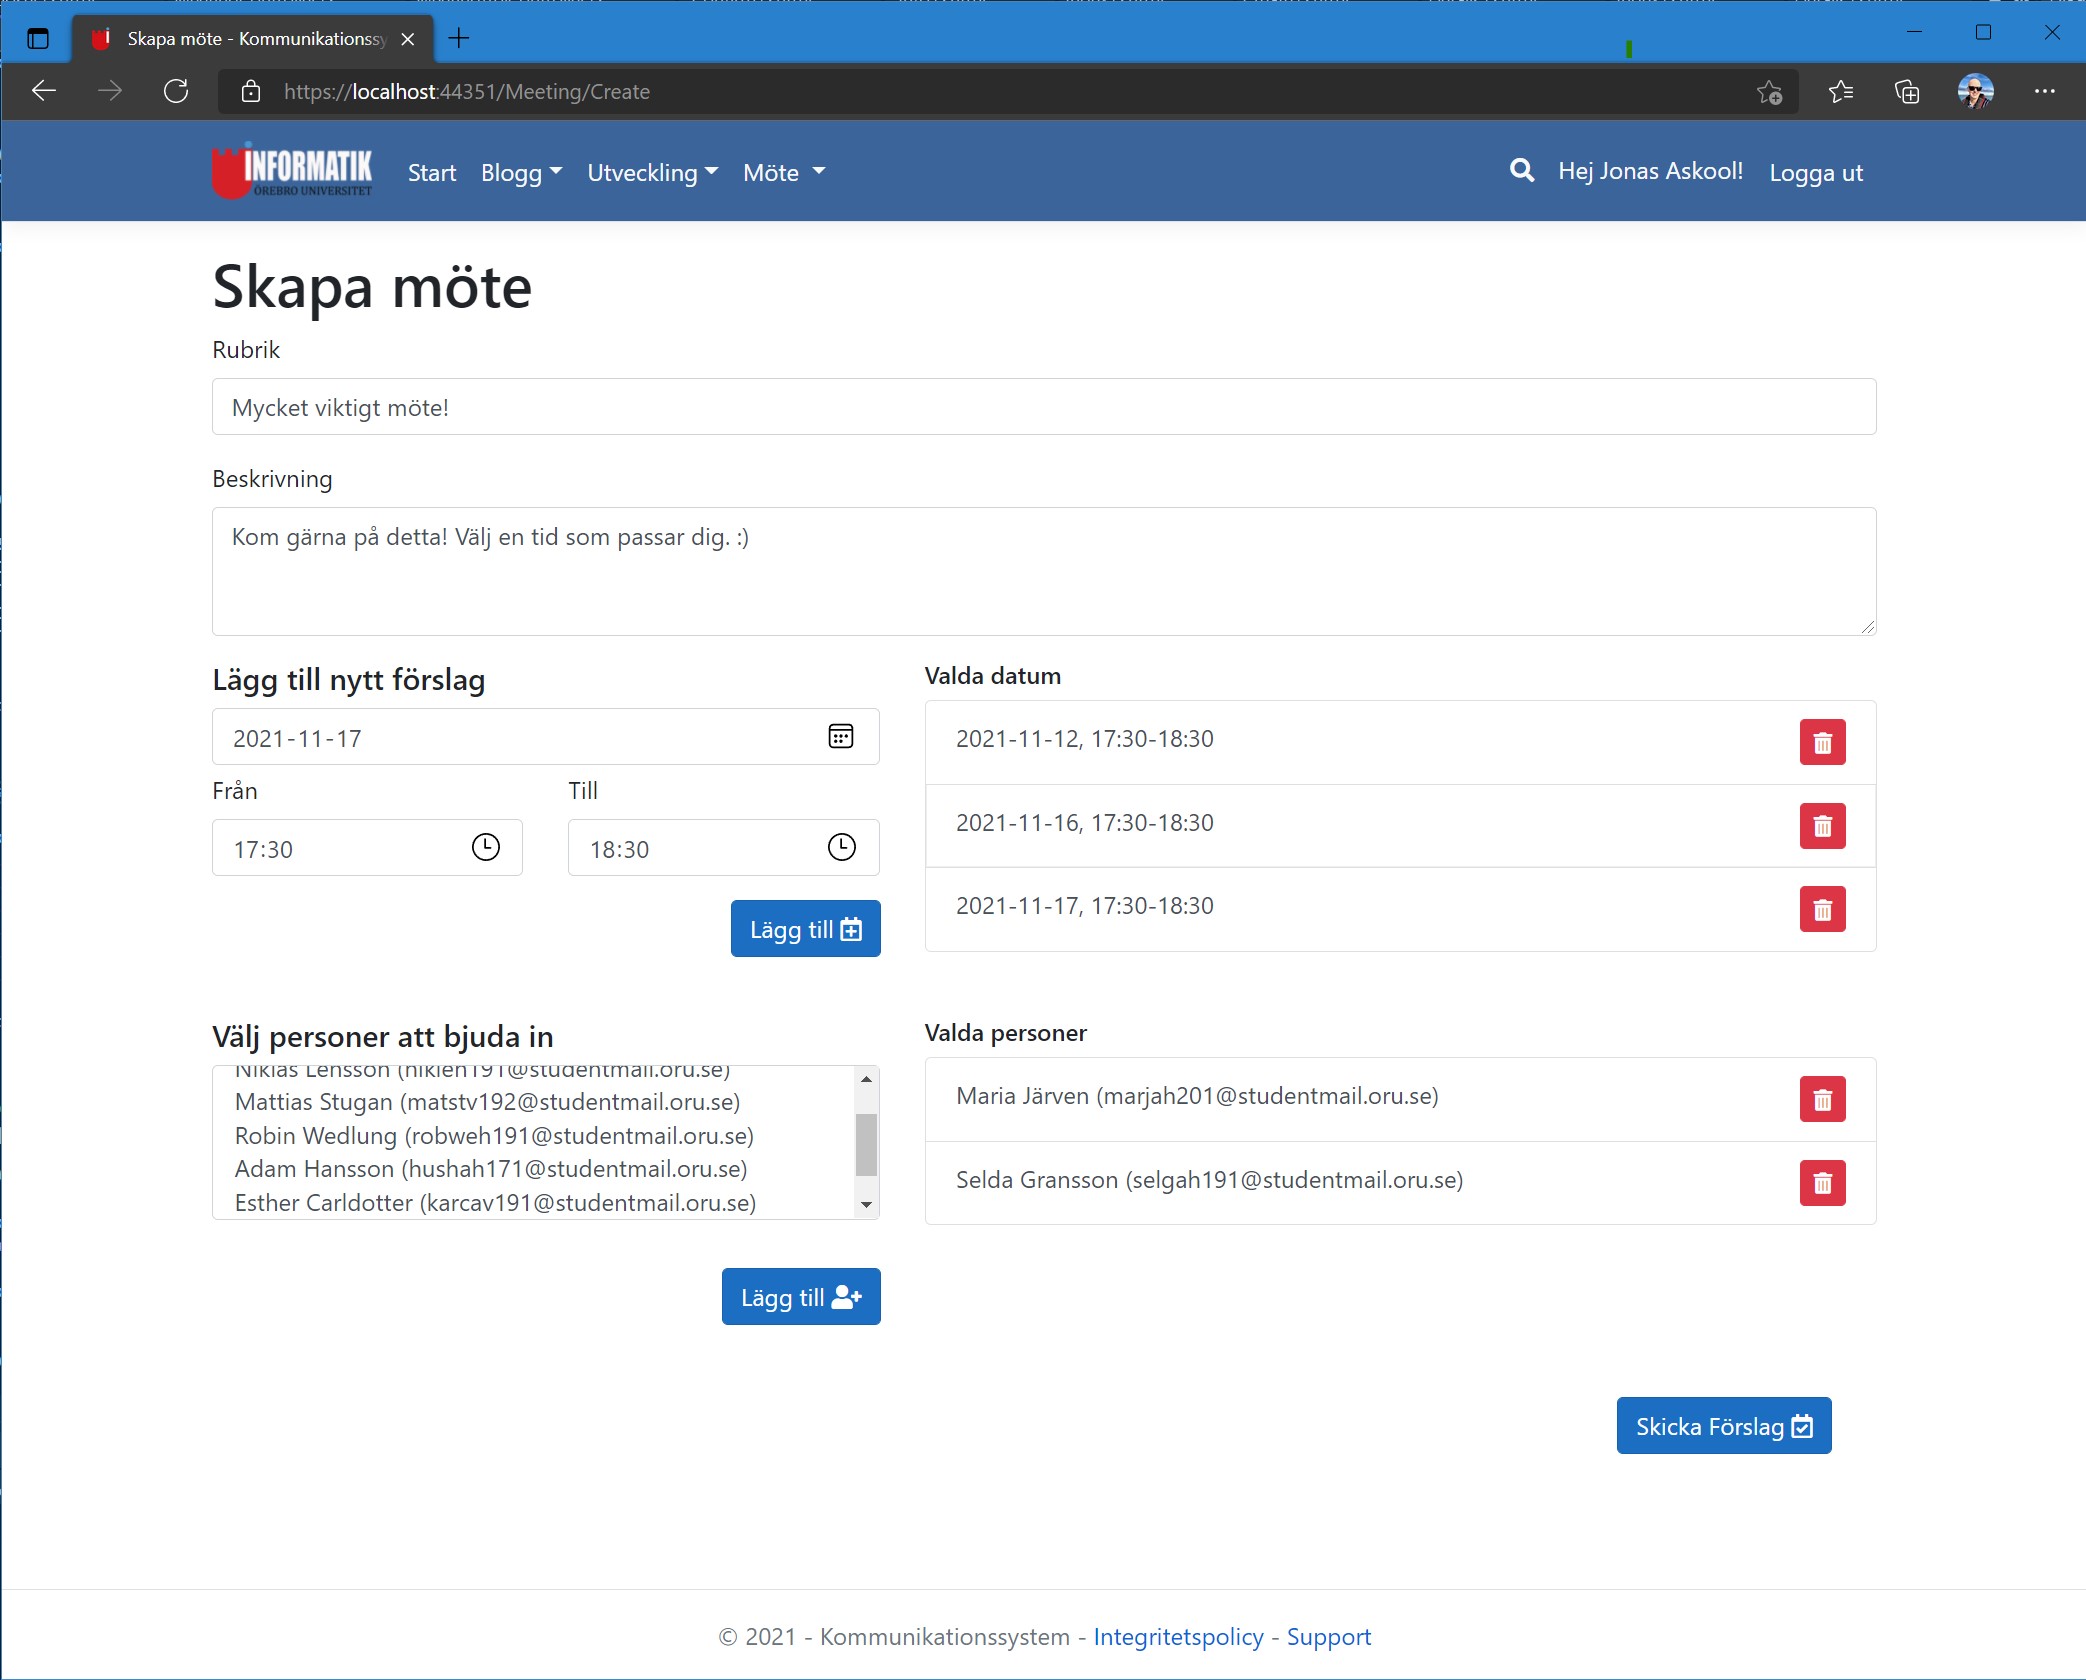 Skapa möte - Kommunikationssy
https://localhost:44351/Meeting/Create
INFORMATIK
ÖREBRO UNIVERSITET
Start Blogg Utveckling Möte Hej Jonas Askool! Logga ut
Skapa möte
Rubrik
Mycket viktigt möte!
Beskrivning
Kom gärna på detta! Välj en tid som passar dig. :)
Lägg till nytt förslag
2021-11-17
Från Till
17:30 18:30
Lägg till
Valda datum
2021-11-12, 17:30-18:30
2021-11-16, 17:30-18:30
2021-11-17, 17:30-18:30
Välj personer att bjuda in
Niklas Lensson (niklen191@studentmail.oru.se)
Mattias Stugan (matstv192@studentmail.oru.se)
Robin Wedlung (robweh191@studentmail.oru.se)
Adam Hansson (hushah171@studentmail.oru.se)
Esther Carldotter (karcav191@studentmail.oru.se)
Lägg till
Valda personer
Maria Järven (marjah201@studentmail.oru.se)
Selda Gransson (selgah191@studentmail.oru.se)
Skicka Förslag
© 2021 - Kommunikationssystem - Integritetspolicy - Support